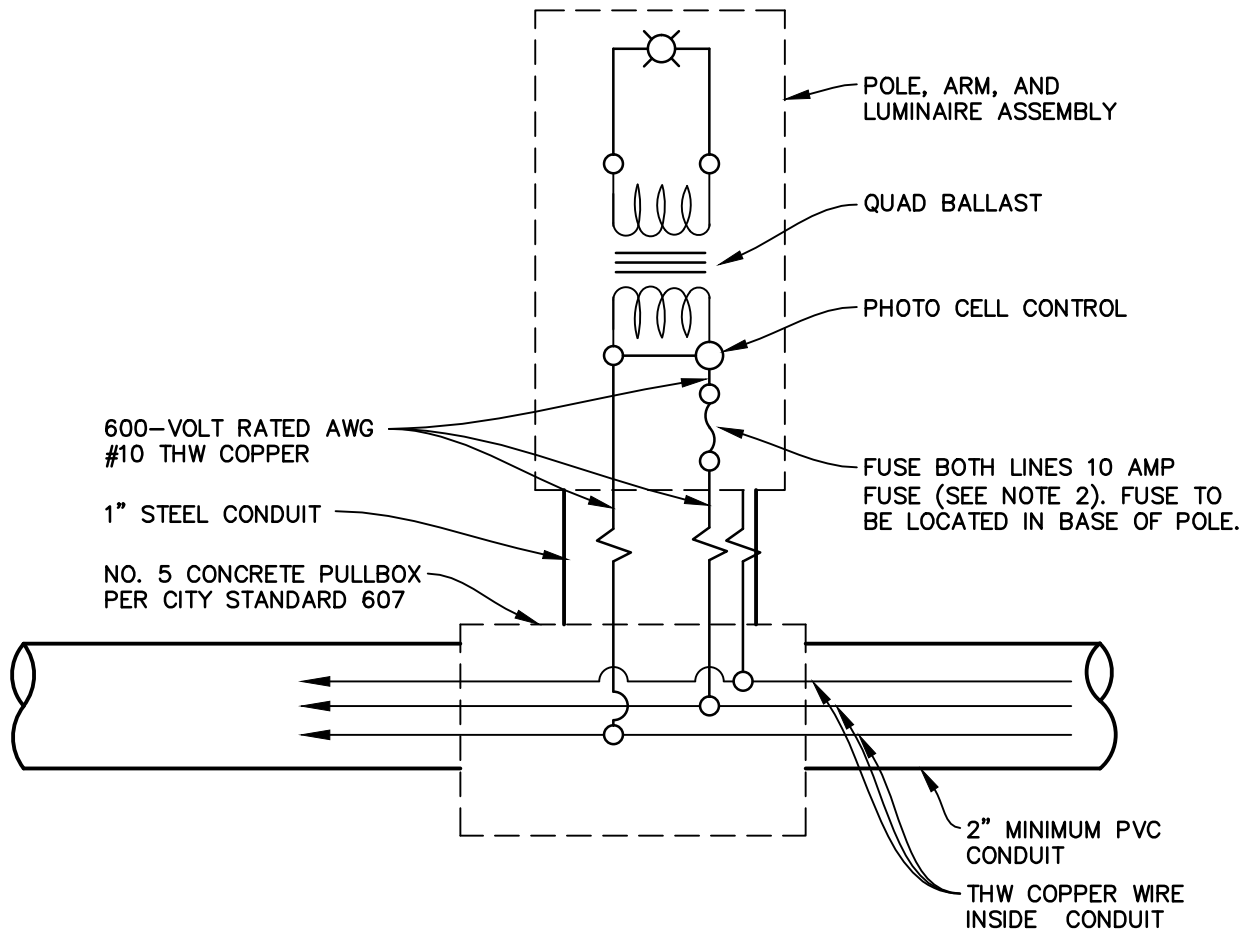 POLE, ARM, AND
LUMINAIRE ASSEMBLY
QUAD BALLAST
PHOTO CELL CONTROL
600-VOLT RATED AWG
#10 THW COPPER
FUSE BOTH LINES 10 AMP
FUSE (SEE NOTE 2). FUSE TO
BE LOCATED IN BASE OF POLE.
1" STEEL CONDUIT
NO. 5 CONCRETE PULLBOX
PER CITY STANDARD 607
2" MINIMUM PVC
CONDUIT
THW COPPER WIRE
INSIDE CONDUIT